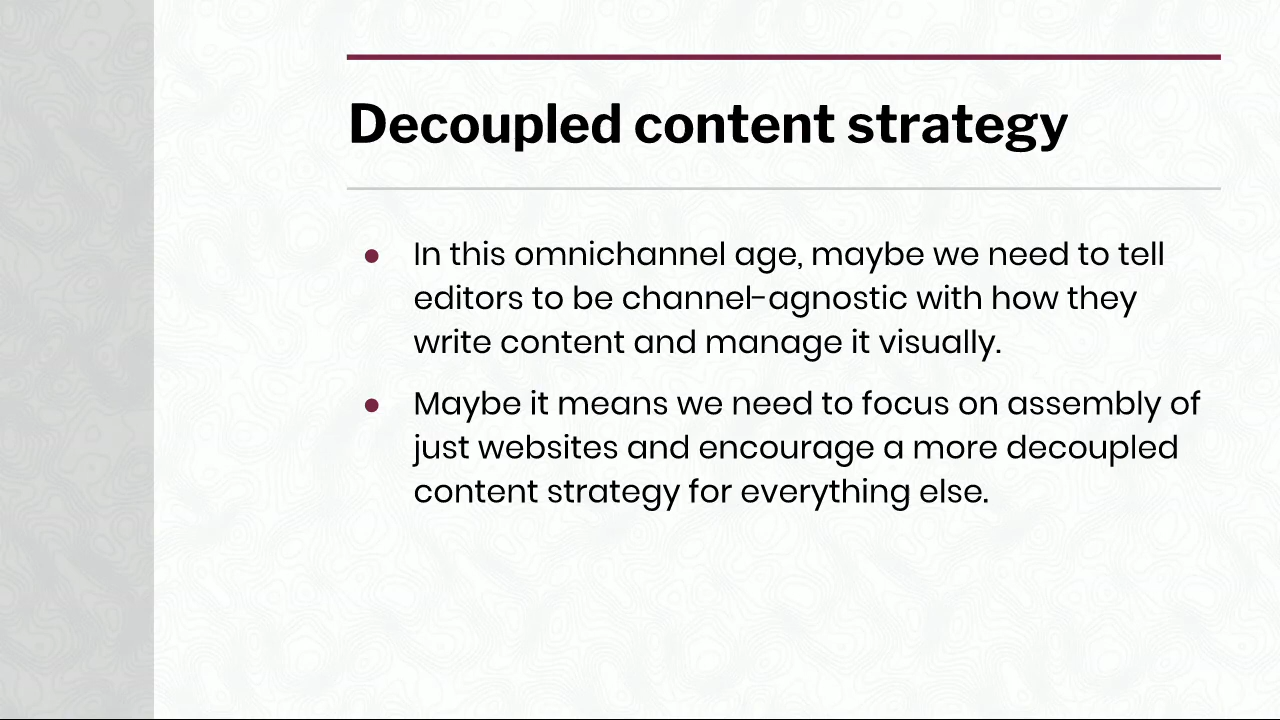 Decoupled content strategy
● In this omnichannel age, maybe we need to tell
editors to be channel-agnostic with how they
write content and manage it visually.
● Maybe it means we need to focus on assembly of
just websites and encourage a more decoupled
content strategy for everything else.